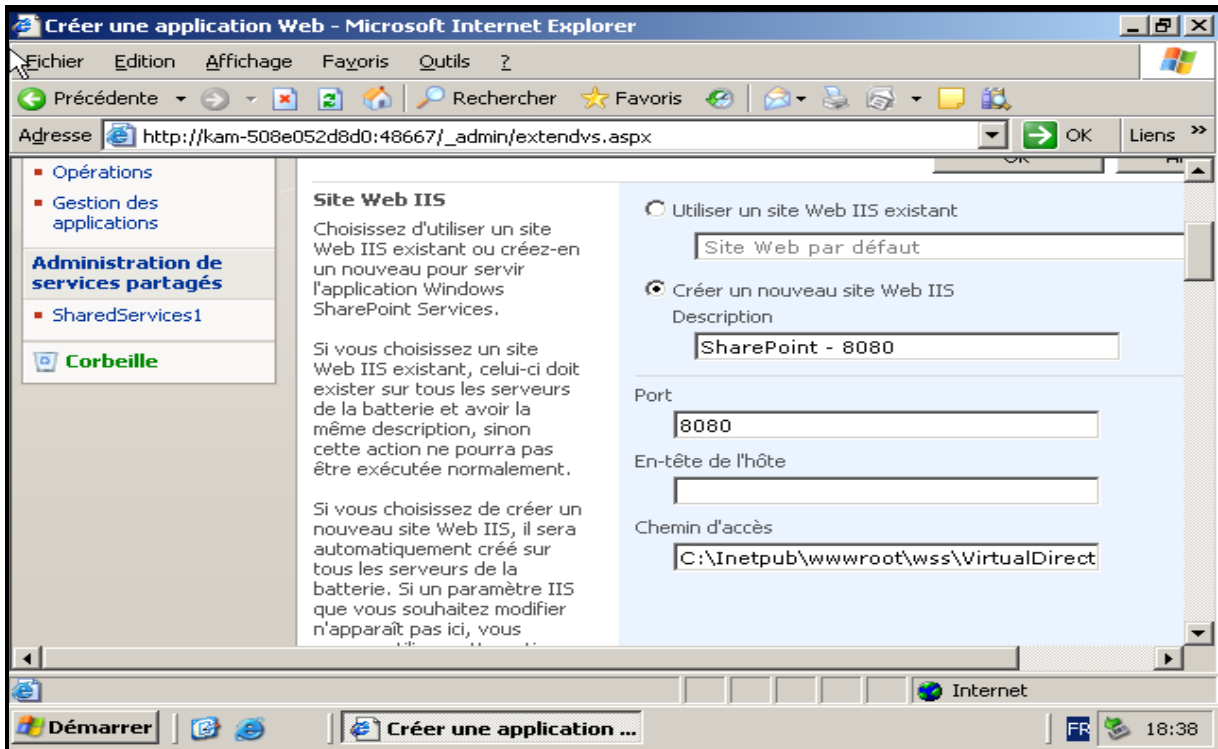 Créer une application Web - Microsoft Internet Explorer
Fichier Edition Affichage Favoris Outils ?
Précédente Rechercher Favoris
Adresse http://kam-508e052d8d0:48667/_admin/extendvs.aspx OK Liens »
Opérations
Gestion des
applications
Administration de
services partagés
SharedServices1
Corbeille
Site Web IIS
Choisissez d'utiliser un site
Web IIS existant ou créez-en
un nouveau pour servir
l'application Windows
SharePoint Services.
Si vous choisissez un site
Web IIS existant, celui-ci doit
exister sur tous les serveurs
de la batterie et avoir la
même description, sinon
cette action ne pourra pas
être exécutée normalement.
Si vous choisissez de créer un
nouveau site Web IIS, il sera
automatiquement créé sur
tous les serveurs de la
batterie. Si un paramètre IIS
que vous souhaitez modifier
n'apparaît pas ici, vous
Utiliser un site Web IIS existant
Site Web par défaut
Créer un nouveau site Web IIS
Description
SharePoint - 8080
Port
8080
En-tête de l'hôte
Chemin d'accès
C:\Inetpub\wwwroot\wss\VirtualDirect
Internet
Démarrer Créer une application ... FR 18:38